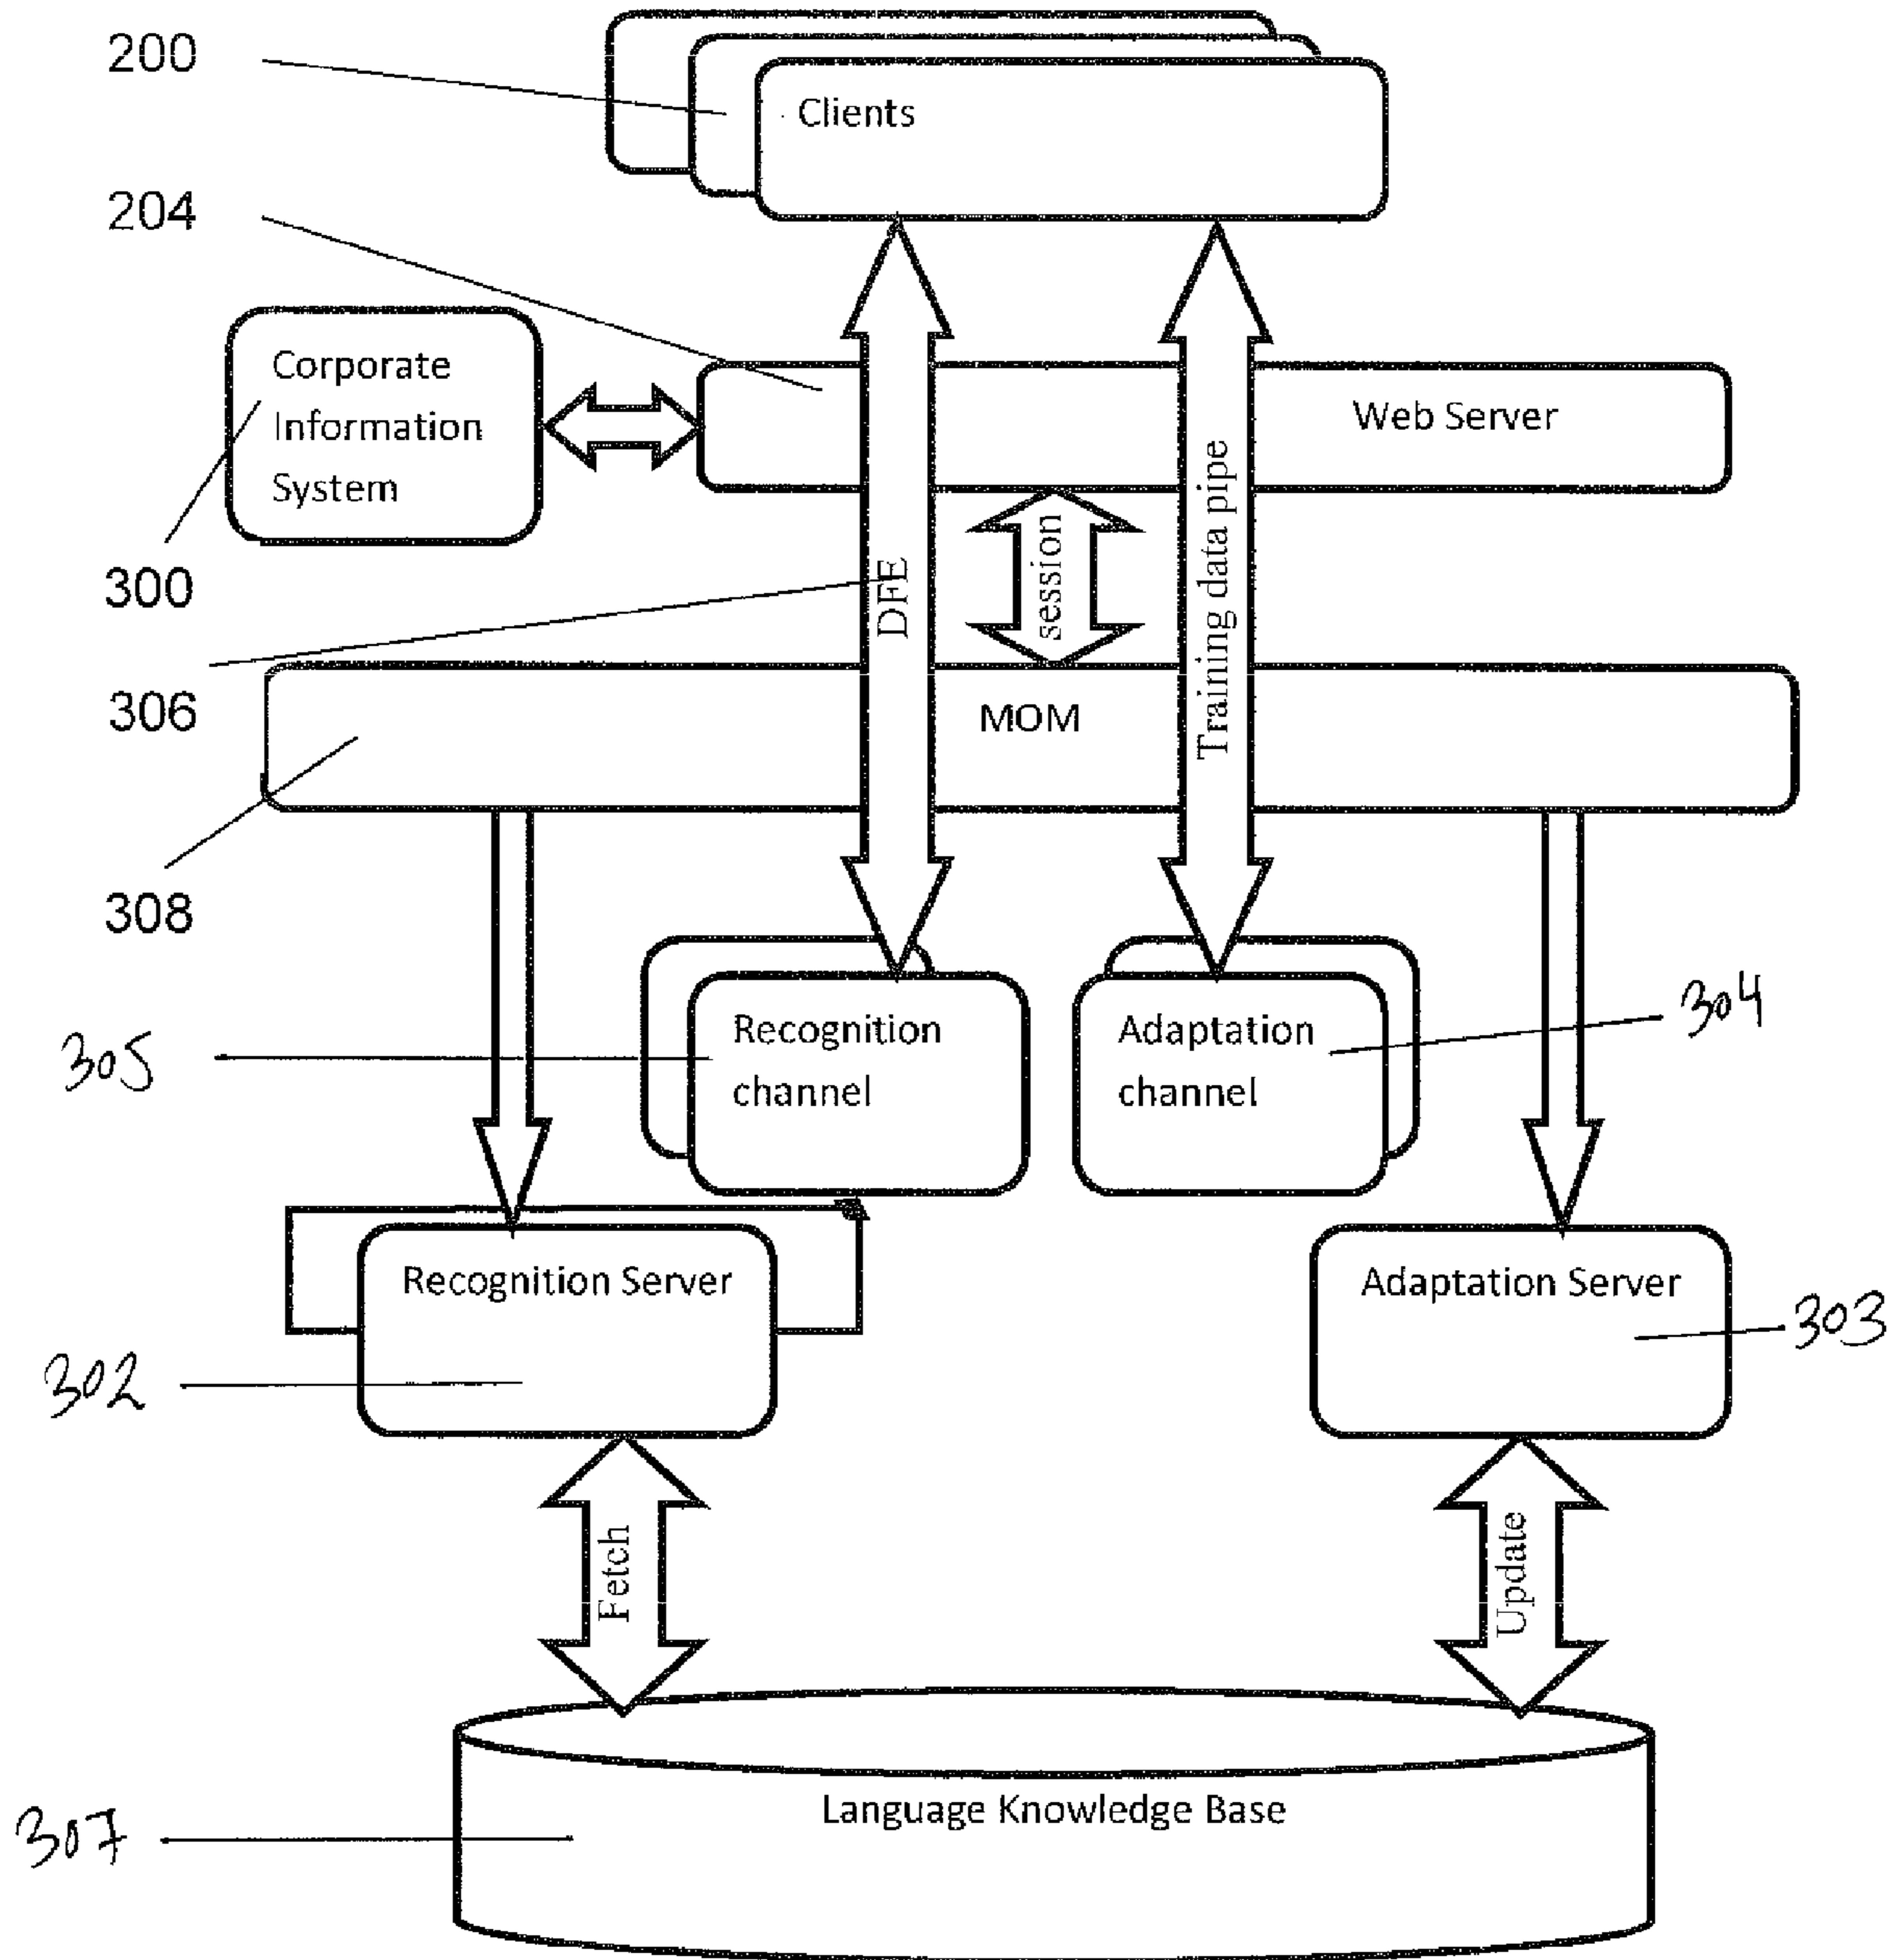 200
Clients
204
Corporate
Information
System
Web Server
300
DFE
session
Training data pipe
306
MOM
308
Recognition
channel
Adaptation
channel
304
305
Recognition Server
Adaptation Server
303
302
Fetch
Update
Language Knowledge Base
307